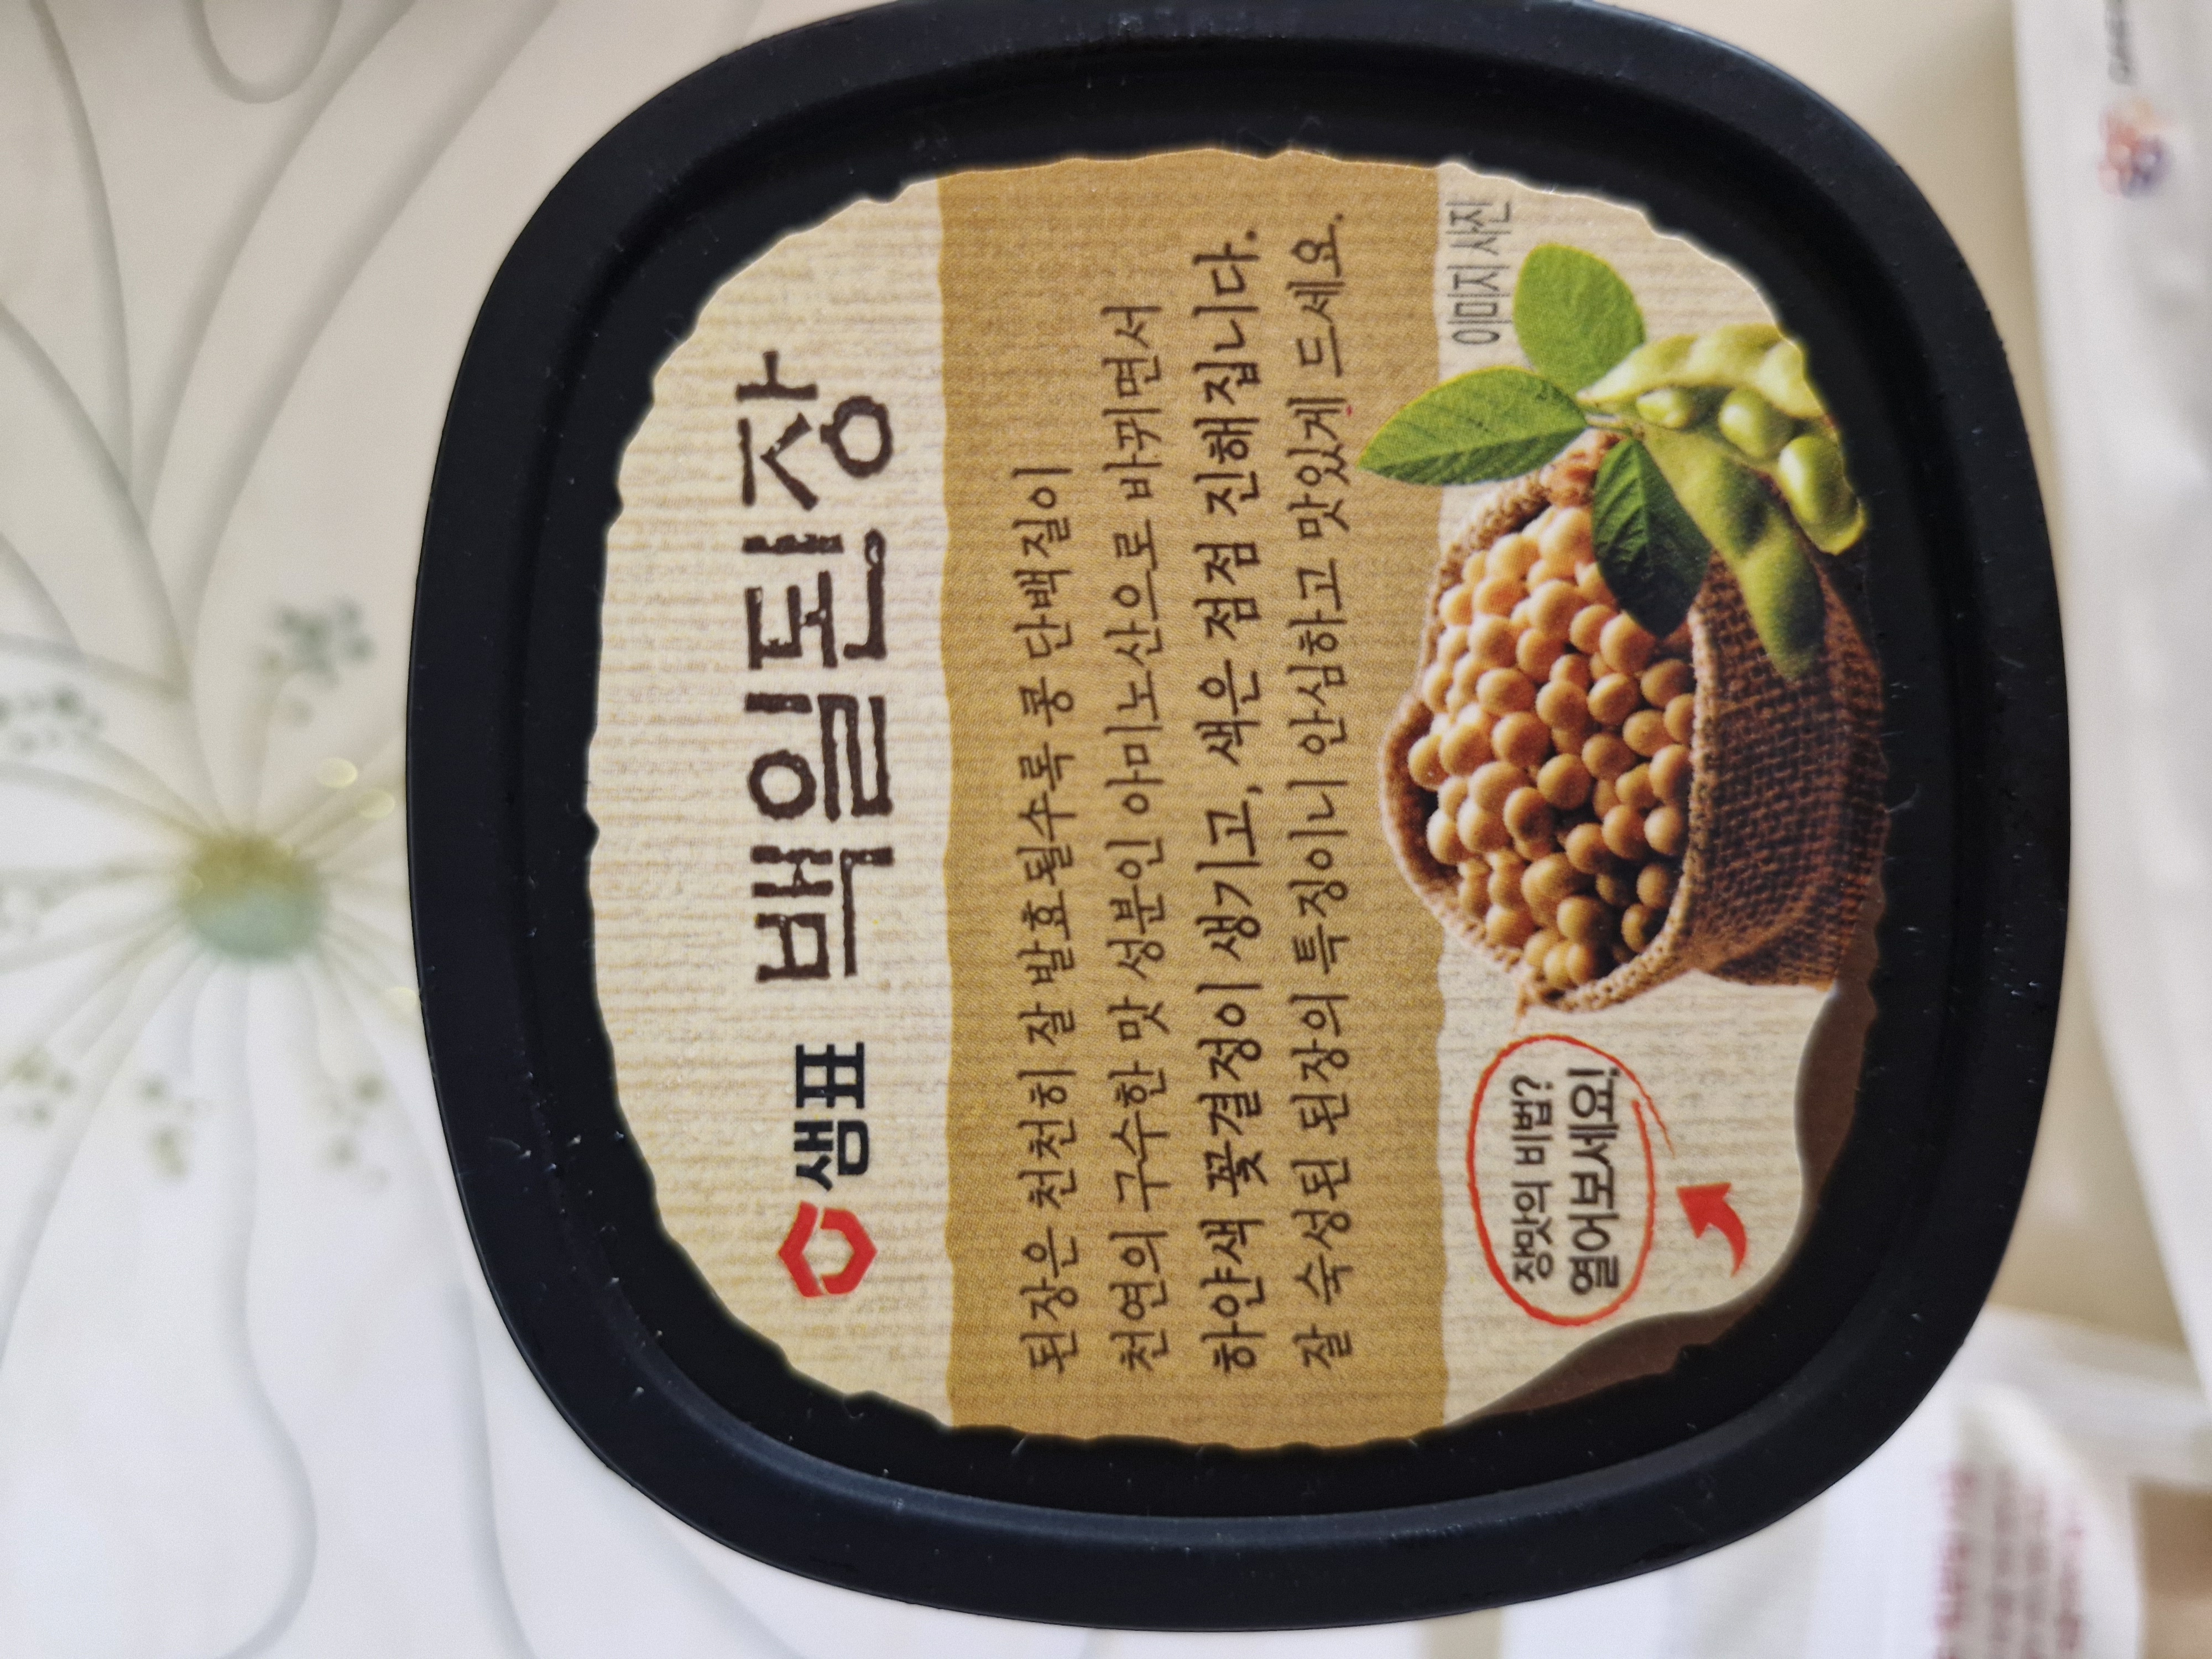 샘표 백일된장
된장은 천천히 잘 발효될수록 콩 단백질이
천연의 구수한 맛 성분인 아미노산으로 바뀌면서
하얀색 꽃결정이 생기고, 색은 점점 진해집니다.
잘 숙성된 된장의 특징이니 안심하고 맛있게 드세요.
이미지 사진
장맛의 비법?
열어보세요!